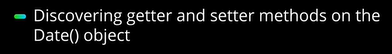 Discovering getter and setter methods on the
Date() object